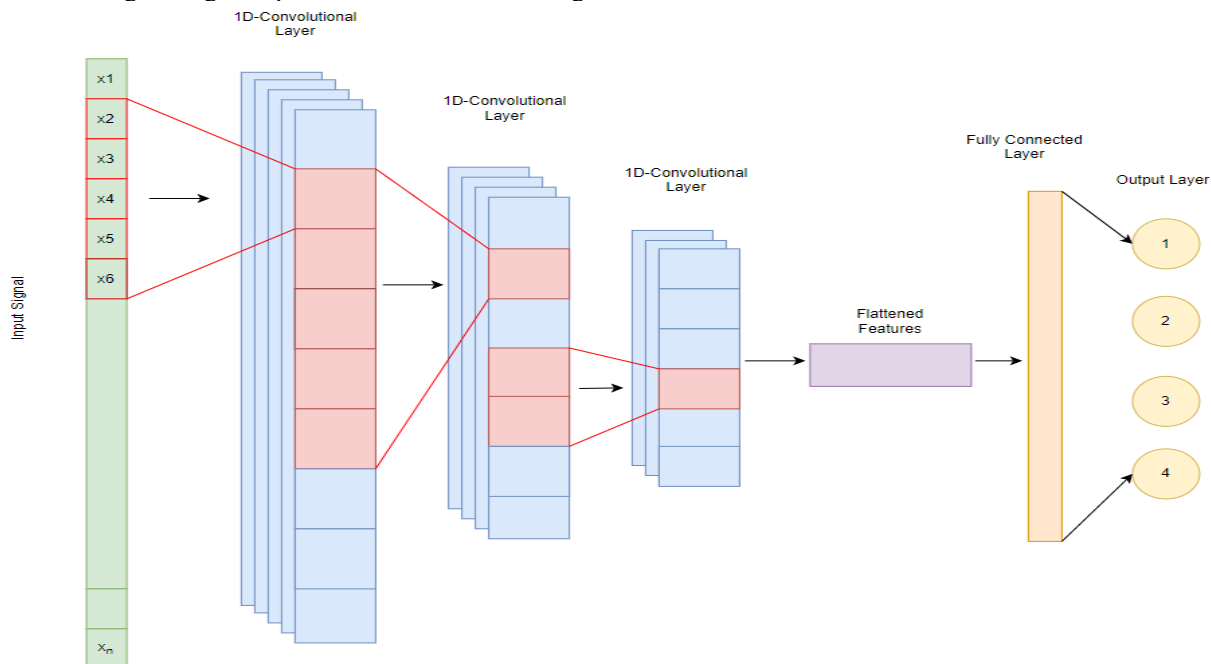 1D-Convolutional
Layer
x1
x2
x3
x4
x5
x6
xn
Input Signal
1D-Convolutional
Layer
1D-Convolutional
Layer
Flattened
Features
Fully Connected
Layer
Output Layer
1
2
3
4